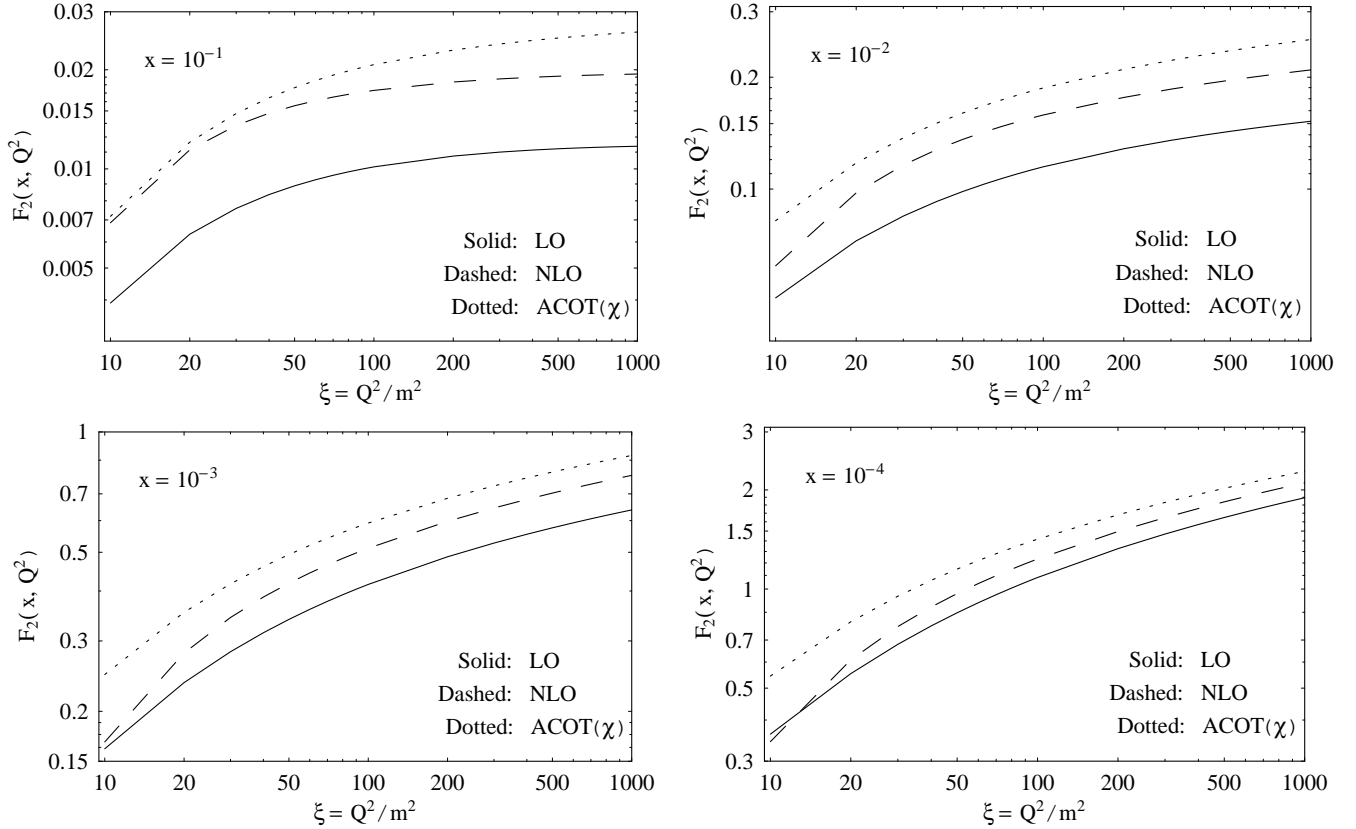 0.03
0.02
0.015
0.01
0.007
0.005
F₂(x, Q²)
x = 10⁻¹
Solid: LO
Dashed: NLO
Dotted: ACOT(χ)
10 20 50 100 200 500 1000
ξ = Q²/m²
0.3
0.2
0.15
0.1
F₂(x, Q²)
x = 10⁻²
Solid: LO
Dashed: NLO
Dotted: ACOT(χ)
10 20 50 100 200 500 1000
ξ = Q²/m²
1
0.7
0.5
0.3
0.2
0.15
F₂(x, Q²)
x = 10⁻³
Solid: LO
Dashed: NLO
Dotted: ACOT(χ)
10 20 50 100 200 500 1000
ξ = Q²/m²
3
2
1.5
1
0.7
0.5
0.3
F₂(x, Q²)
x = 10⁻⁴
Solid: LO
Dashed: NLO
Dotted: ACOT(χ)
10 20 50 100 200 500 1000
ξ = Q²/m²